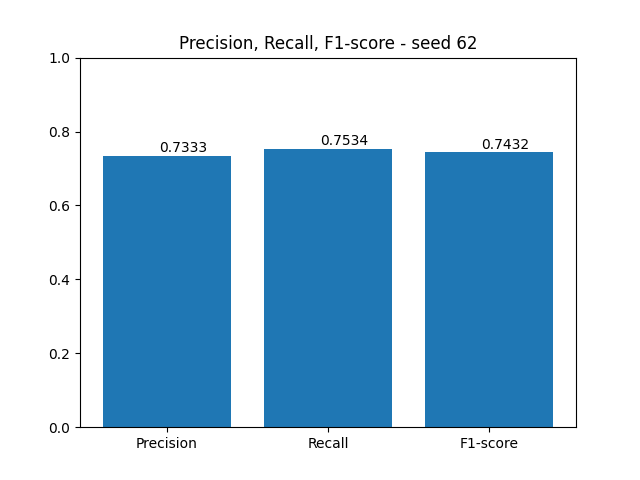 Precision, Recall, F1-score - seed 62
1.0
0.8
0.6
0.4
0.2
0.0
0.7333
0.7534
0.7432
Precision
Recall
F1-score